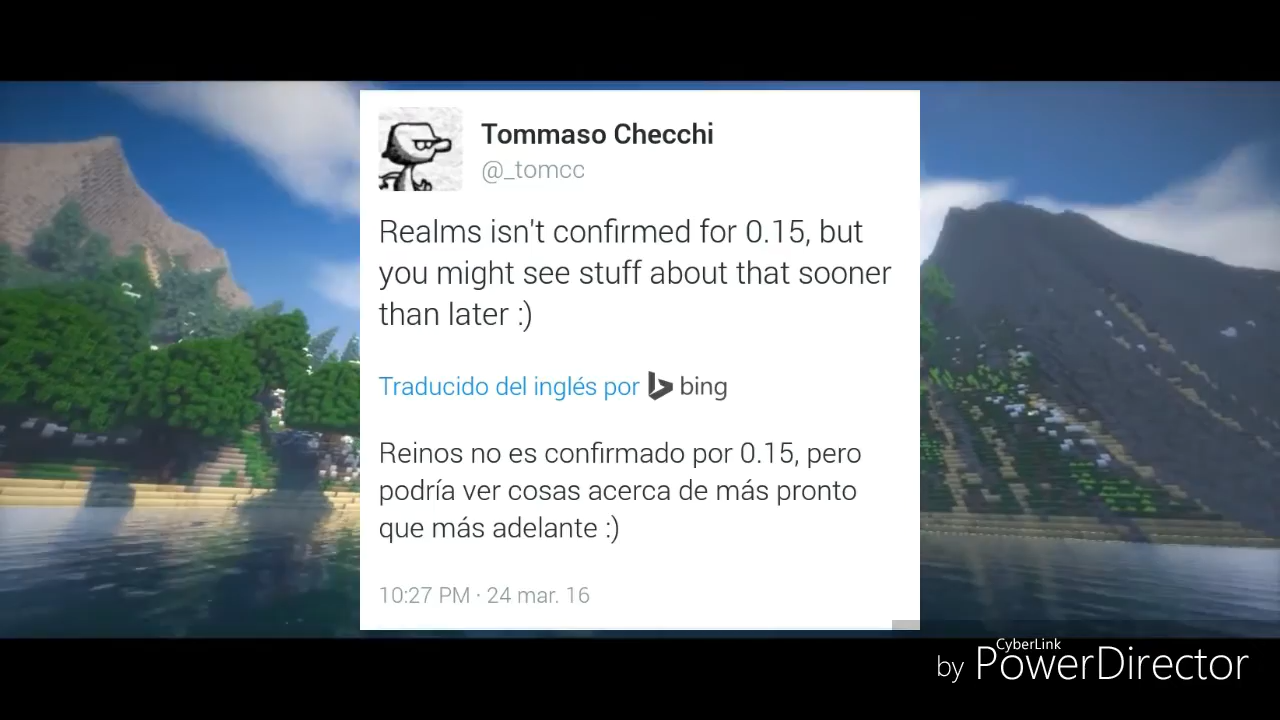 Tommaso Checchi
@_tomcc
Realms isn't confirmed for 0.15, but
you might see stuff about that sooner
than later :)
Traducido del inglés por bing
Reinos no es confirmado por 0.15, pero
podría ver cosas acerca de más pronto
que más adelante :)
10:27 PM · 24 mar. 16
CyberLink
by PowerDirector